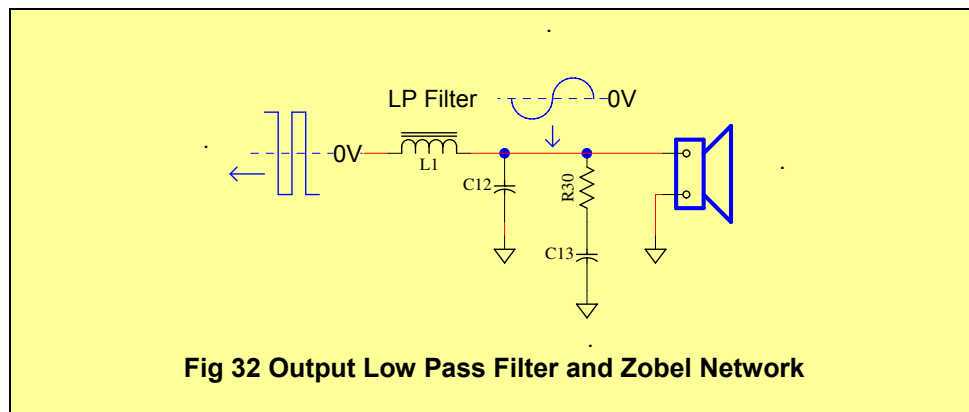 LP Filter
0V
0V
L1
C12
R30
C13
Fig 32 Output Low Pass Filter and Zobel Network